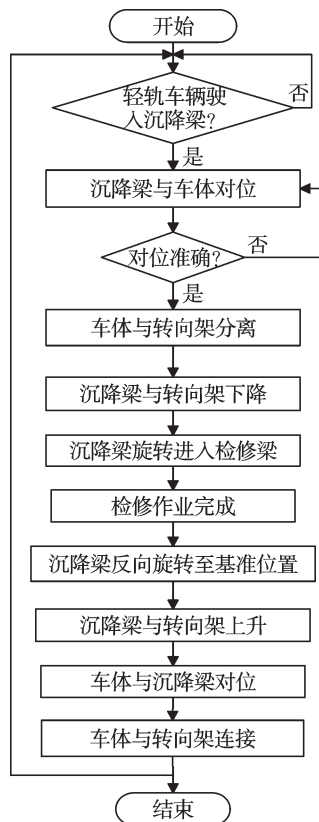 开始
轻轨车辆驶
入沉降梁?
否
是
沉降梁与车体对位
对位准确?
否
是
车体与转向架分离
沉降梁与转向架下降
沉降梁旋转进入检修梁
检修作业完成
沉降梁反向旋转至基准位置
沉降梁与转向架上升
车体与沉降梁对位
车体与转向架连接
结束